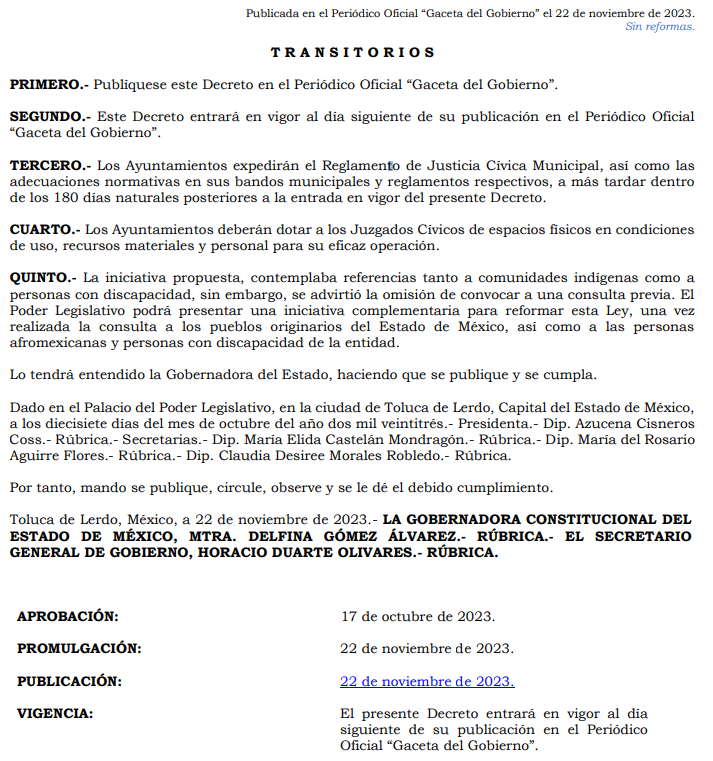 Publicada en el Periódico Oficial “Gaceta del Gobierno” el 22 de noviembre de 2023.
Sin reformas.
T R A N S I T O R I O S
PRIMERO.- Publíquese este Decreto en el Periódico Oficial “Gaceta del Gobierno”.
SEGUNDO.- Este Decreto entrará en vigor al día siguiente de su publicación en el Periódico Oficial
“Gaceta del Gobierno”.
TERCERO.- Los Ayuntamientos expedirán el Reglamento de Justicia Cívica Municipal, así como las
adecuaciones normativas en sus bandos municipales y reglamentos respectivos, a más tardar dentro
de los 180 días naturales posteriores a la entrada en vigor del presente Decreto.
CUARTO.- Los Ayuntamientos deberán dotar a los Juzgados Cívicos de espacios físicos en condiciones
de uso, recursos materiales y personal para su eficaz operación.
QUINTO.- La iniciativa propuesta, contemplaba referencias tanto a comunidades indígenas como a
personas con discapacidad, sin embargo, se advirtió la omisión de convocar a una consulta previa. El
Poder Legislativo podrá presentar una iniciativa complementaria para reformar esta Ley, una vez
realizada la consulta a los pueblos originarios del Estado de México, así como a las personas
afromexicanas y personas con discapacidad de la entidad.
Lo tendrá entendido la Gobernadora del Estado, haciendo que se publique y se cumpla.
Dado en el Palacio del Poder Legislativo, en la ciudad de Toluca de Lerdo, Capital del Estado de México,
a los diecisiete días del mes de octubre del año dos mil veintitrés.- Presidenta.- Dip. Azucena Cisneros
Coss.- Rúbrica.- Secretarias.- Dip. María Elida Castelán Mondragón.- Rúbrica.- Dip. María del Rosario
Aguirre Flores.- Rúbrica.- Dip. Claudia Desiree Morales Robledo.- Rúbrica.
Por tanto, mando se publique, circule, observe y se le dé el debido cumplimiento.
Toluca de Lerdo, México, a 22 de noviembre de 2023.- LA GOBERNADORA CONSTITUCIONAL DEL
ESTADO DE MÉXICO, MTRA. DELFINA GÓMEZ ÁLVAREZ.- RÚBRICA.- EL SECRETARIO
GENERAL DE GOBIERNO, HORACIO DUARTE OLIVARES.- RÚBRICA.
APROBACIÓN: 17 de octubre de 2023.
PROMULGACIÓN: 22 de noviembre de 2023.
PUBLICACIÓN: 22 de noviembre de 2023.
VIGENCIA: El presente Decreto entrará en vigor al día
siguiente de su publicación en el Periódico
Oficial “Gaceta del Gobierno”.